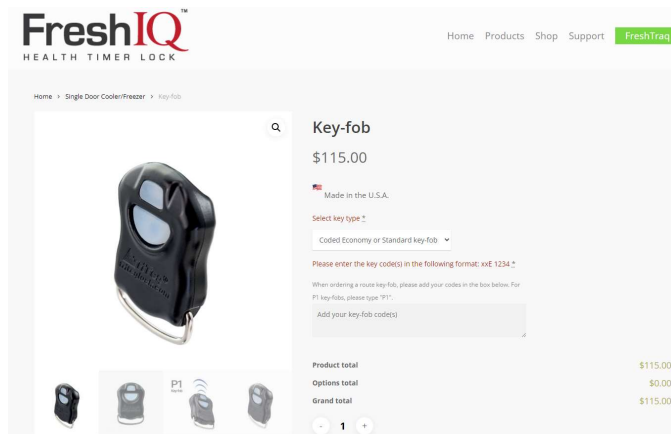 FreshIQ®
HEALTH TIMER LOCK
Home Products Shop Support FreshTraq
Home > Single Door Cooler/Freezer > Key-fob
Key-fob
$115.00
Made in the U.S.A.
Select key type *
Coded Economy or Standard key-fob
Please enter the key code(s) in the following format: xxE 1234 *
When ordering a route key-fob, please add your codes in the box below. For
P1 key-fobs, please type "P1".
Add your key-fob code(s)
Product total $115.00
Options total $0.00
Grand total $115.00
P1
- 1 +